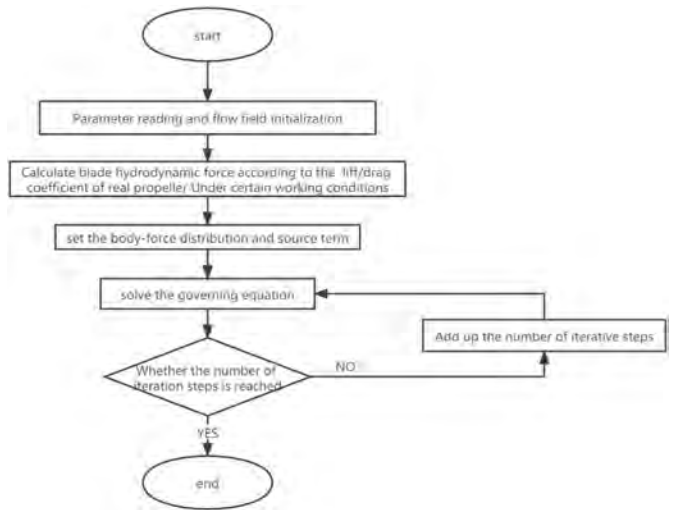 start
Parameter reading and flow field initialization
Calculate blade hydrodynamic force according to the lift/drag
coefficient of real propeller/ Under certain working conditions
set the body-force distribution and source term
solve the governing equation
Add up the number of iterative steps
Whether the number of
iteration steps is reached
NO
YES
end